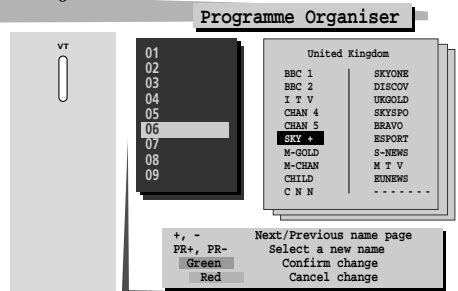 Programme Organiser
VT
01
02
03
04
05
06
07
08
09
United Kingdom
BBC 1 SKYONE
BBC 2 DISCOV
I T V UKGOLD
CHAN 4 SKYSPO
CHAN 5 BRAVO
SKY + ESPORT
M-GOLD S-NEWS
M-CHAN M T V
CHILD EUNEWS
C N N - - - - - - -
+, - Next/Previous name page
PR+, PR- Select a new name
Green Confirm change
Red Cancel change